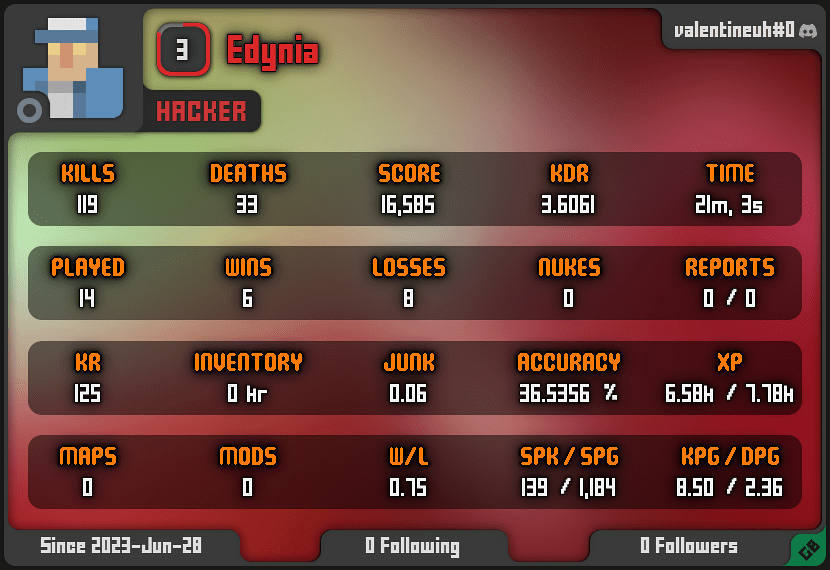 valentineuh#0
3 Edynia
HACKER
KILLS DEATHS SCORE KDR TIME
119 33 16,585 3.6061 21m, 3s
PLAYED WINS LOSSES NUKES REPORTS
14 6 8 0 0 / 0
KR INVENTORY JUNK ACCURACY XP
125 0 hr 0.06 36.5356 % 6.58k / 7.78k
MAPS MODS W/L SPK / SPG KPG / DPG
0 0 0.75 139 / 1,184 8.50 / 2.36
Since 2023-Jun-28 0 Following 0 Followers
GB